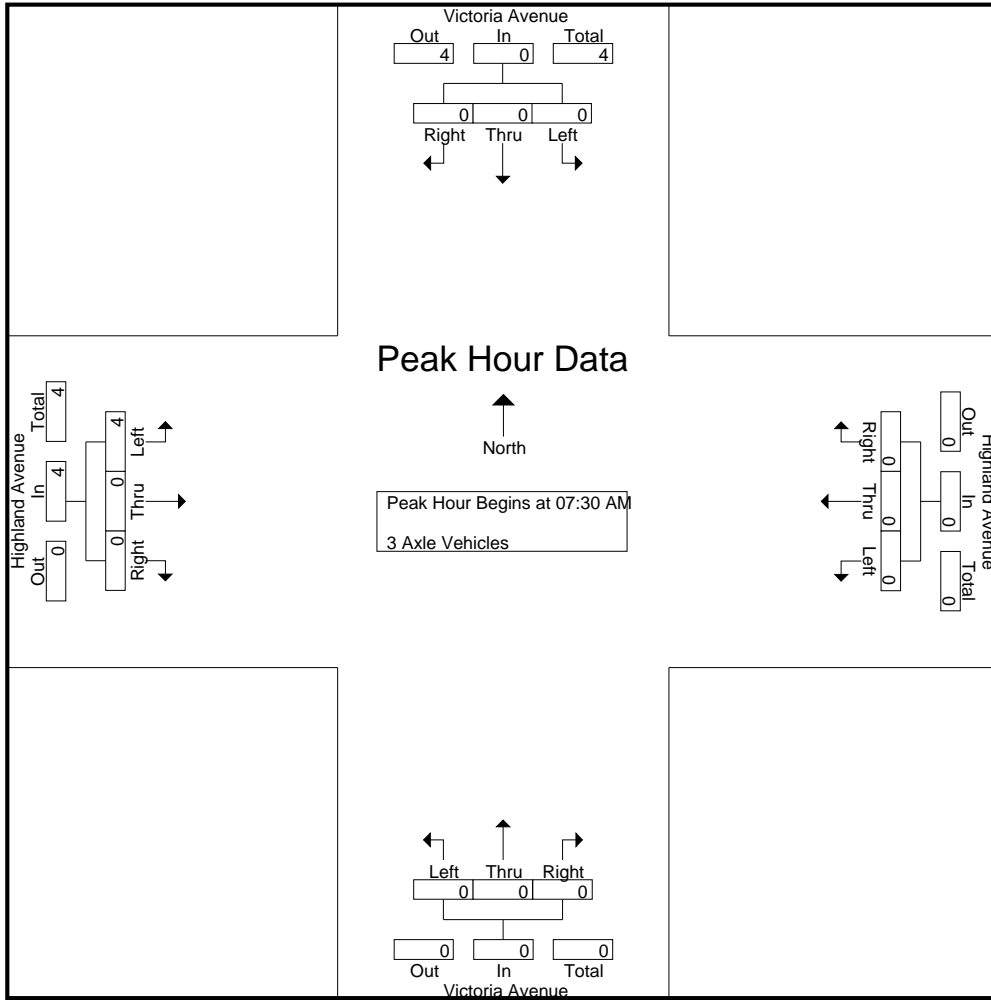 Victoria Avenue
Out In Total
4 0 4
0 0 0
Right Thru Left
Peak Hour Data
North
Peak Hour Begins at 07:30 AM
3 Axle Vehicles
Highland Avenue
Out In Total
0 4 4
Right Thru Left
0 0 4
Highland Avenue
Out In Total
0 0 0
Right Thru Left
0 0 0
Left Thru Right
0 0 0
0 0 0
Out In Total
Victoria Avenue